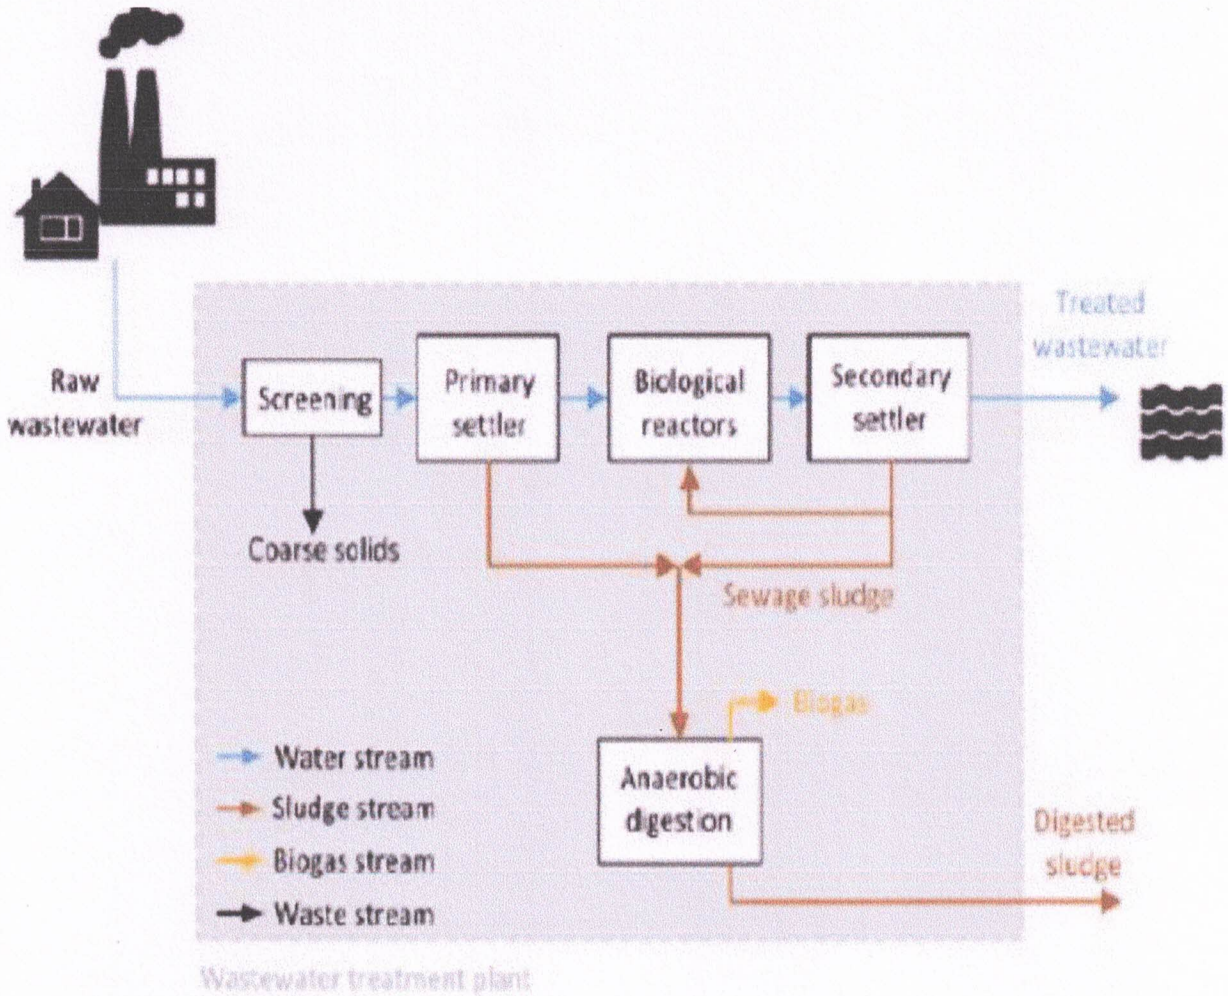 Treated
wastewater
Raw
wastewater
Screening
Primary
settler
Biological
reactors
Secondary
settler
Coarse solids
Sewage sludge
Biogas
Anaerobic
digestion
Water stream
Sludge stream
Biogas stream
Waste stream
Digested
sludge
Wastewater treatment plant